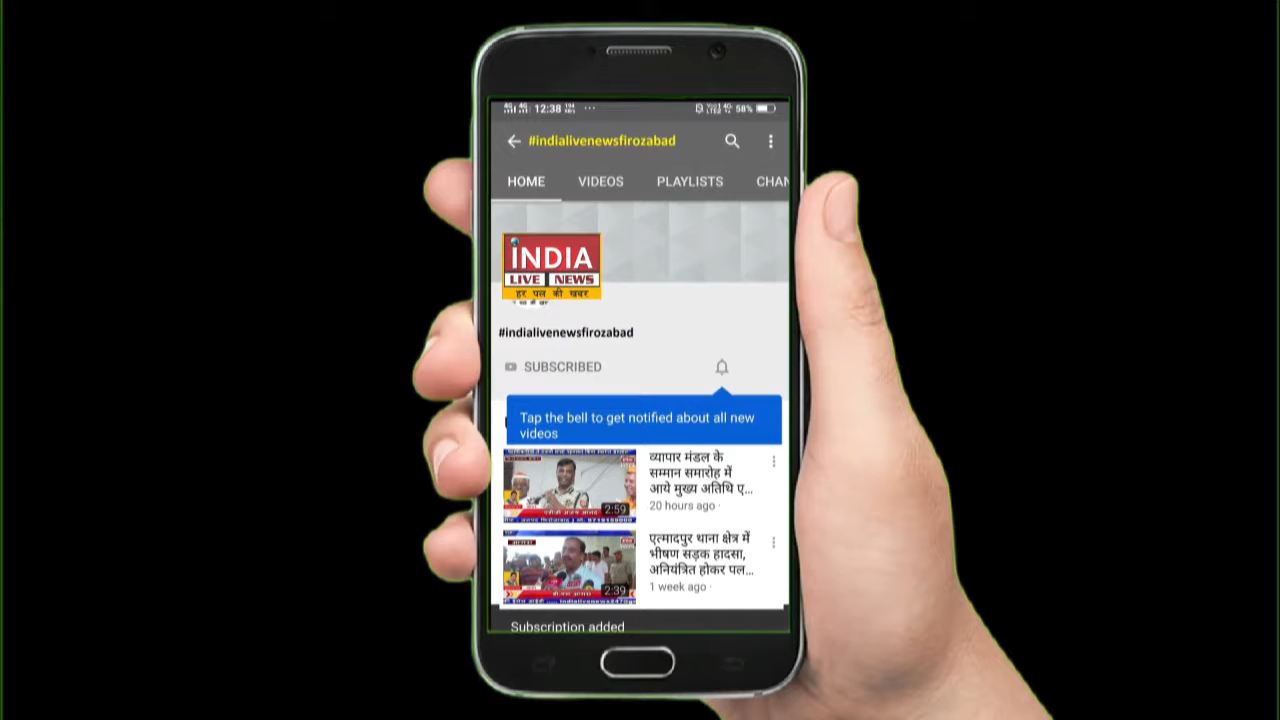 12:38
58%
#indialivenewsfirozabad
HOME VIDEOS PLAYLISTS CHAN
INDIA
LIVE NEWS
हर पल की खबर
#indialivenewsfirozabad
SUBSCRIBED
Tap the bell to get notified about all new
videos
व्यापार मंडल के
सम्मान समारोह में
आये मुख्य अतिथि ए...
20 hours ago ·
2:59
एत्मादपुर थाना क्षेत्र में
भीषण सड़क हादसा,
अनियंत्रित होकर पल...
1 week ago ·
2:39
Subscription added